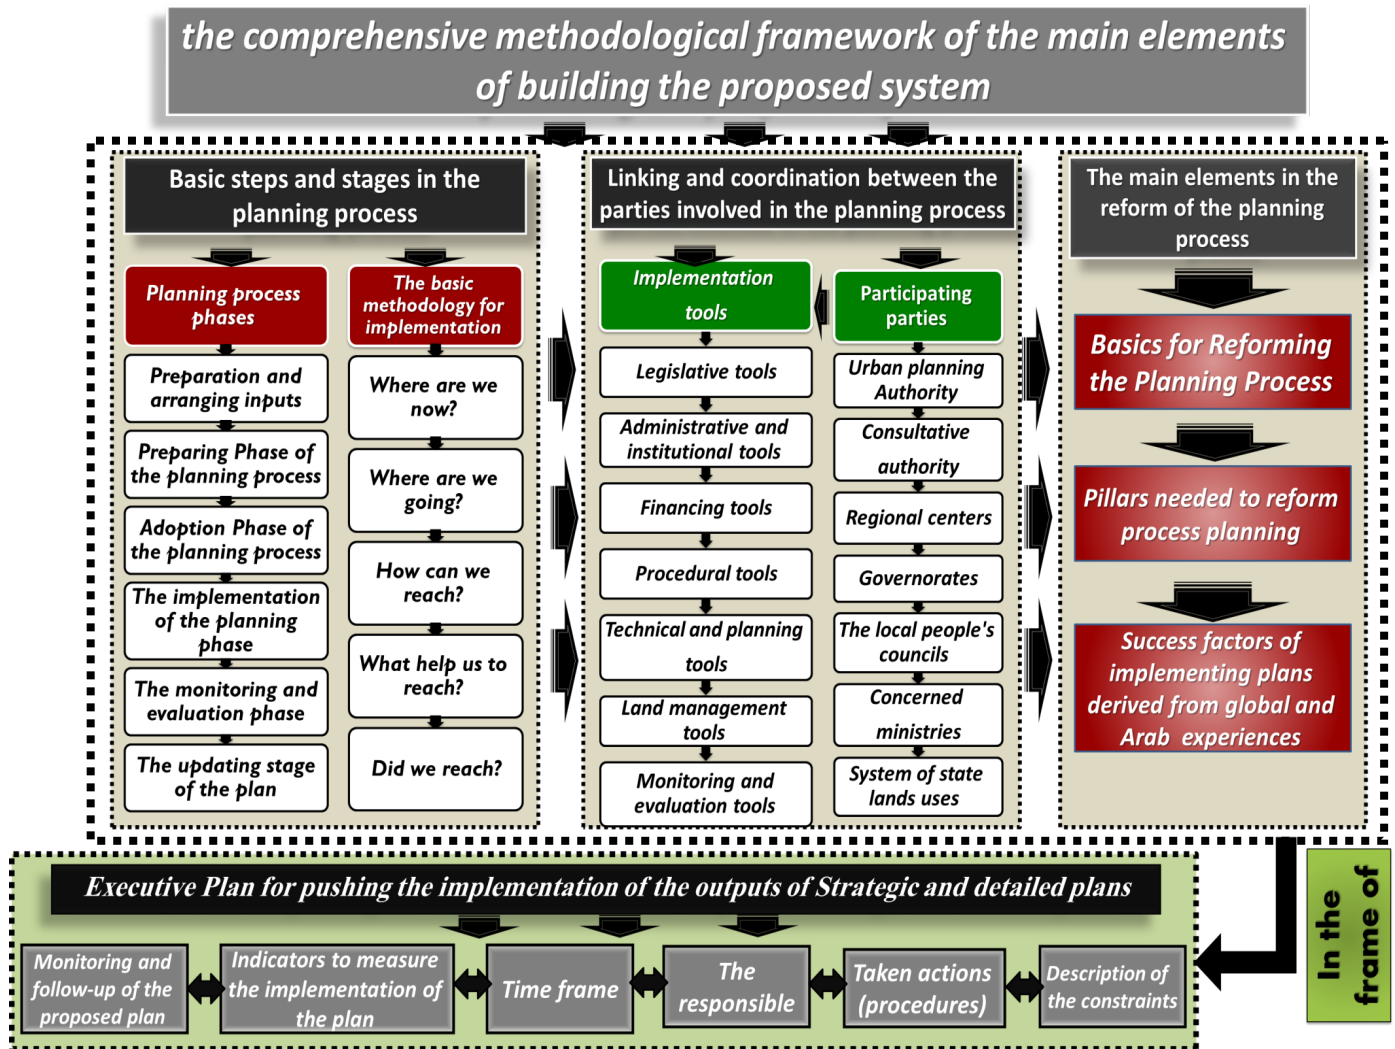 the comprehensive methodological framework of the main elements
of building the proposed system
Basic steps and stages in the
planning process
Planning process
phases
Preparation and
arranging inputs
Preparing Phase of
the planning process
Adoption Phase of
the planning process
The implementation
of the planning
phase
The monitoring and
evaluation phase
The updating stage
of the plan
The basic
methodology for
implementation
Where are we
now?
Where are we
going?
How can we
reach?
What help us to
reach?
Did we reach?
Linking and coordination between the
parties involved in the planning process
Implementation
tools
Legislative tools
Administrative and
institutional tools
Financing tools
Procedural tools
Technical and planning
tools
Land management
tools
Monitoring and
evaluation tools
Participating
parties
Urban planning
Authority
Consultative
authority
Regional centers
Governorates
The local people's
councils
Concerned
ministries
System of state
lands uses
The main elements in the
reform of the planning
process
Basics for Reforming
the Planning Process
Pillars needed to reform
process planning
Success factors of
implementing plans
derived from global and
Arab experiences
In the
frame of
Executive Plan for pushing the implementation of the outputs of Strategic and detailed plans
Monitoring and
follow-up of the
proposed plan
Indicators to measure
the implementation of
the plan
Time frame
The
responsible
Taken actions
(procedures)
Description of
the constraints